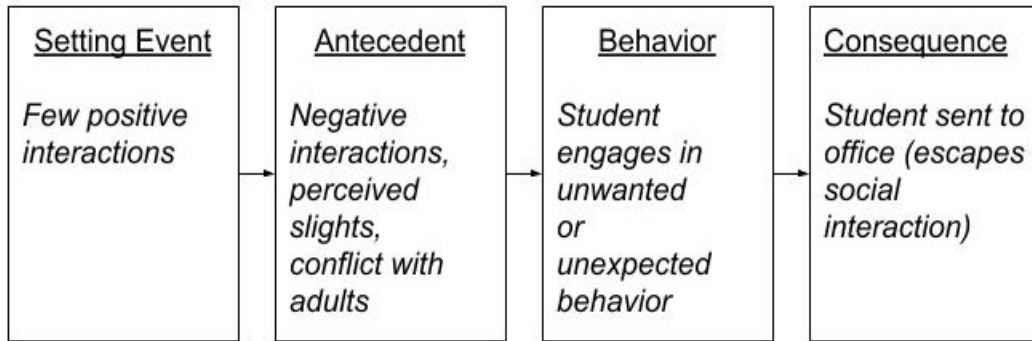 Setting Event
Few positive
interactions
Antecedent
Negative
interactions,
perceived
slights,
conflict with
adults
Behavior
Student
engages in
unwanted
or
unexpected
behavior
Consequence
Student sent to
office (escapes
social
interaction)